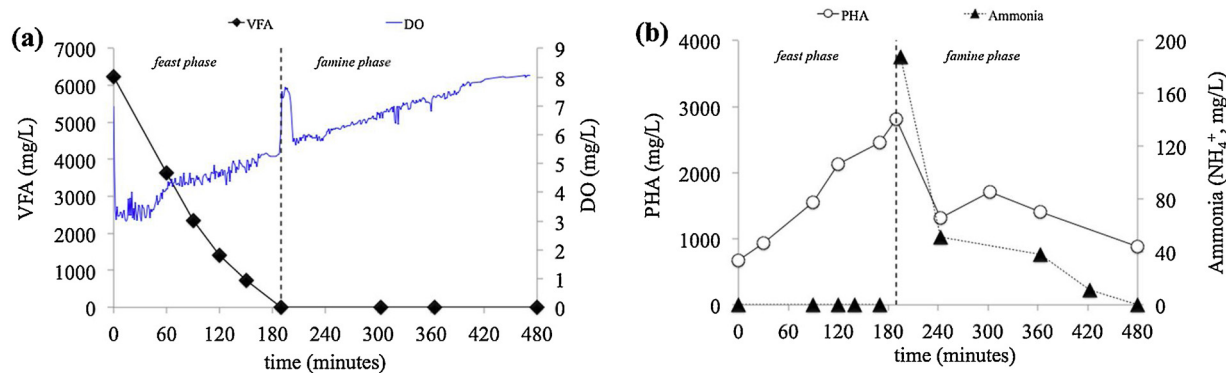 (a)
VFA DO
7000 9
feast phase famine phase
6000 8
5000 7
4000 6
3000 5
2000 4
1000 3
0 2
1
0
VFA (mg/L)
DO (mg/L)
0 60 120 180 240 300 360 420 480
time (minutes)
(b)
PHA Ammonia
4000 200
feast phase famine phase
3000 160
2000 120
1000 80
0 40
0
PHA (mg/L)
Ammonia (NH₄⁺, mg/L)
0 60 120 180 240 300 360 420 480
time (minutes)